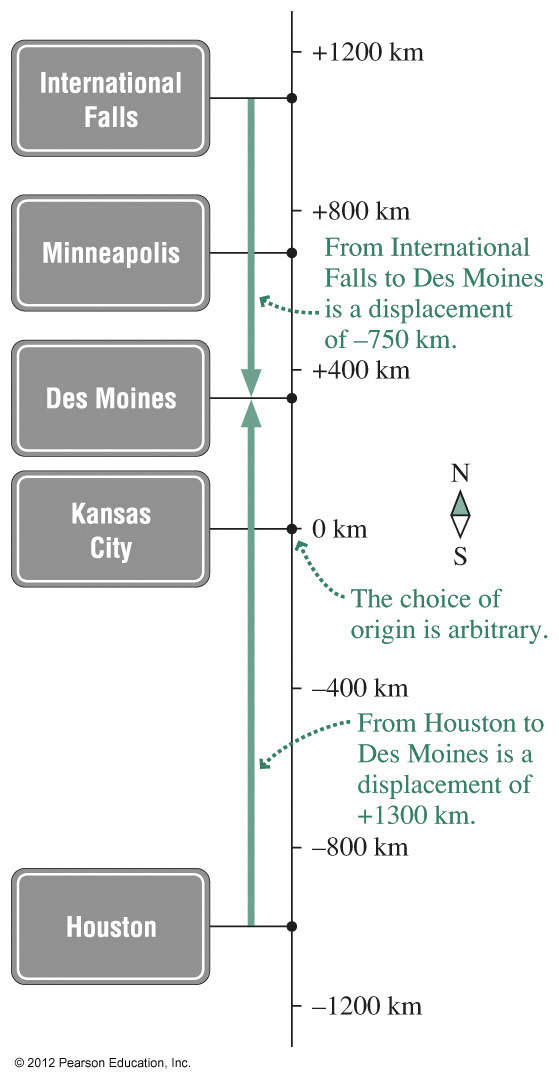 +1200 km
International
Falls
+800 km
Minneapolis
From International
Falls to Des Moines
is a displacement
of –750 km.
+400 km
Des Moines
N
Kansas
City
0 km
S
The choice of
origin is arbitrary.
–400 km
From Houston to
Des Moines is a
displacement of
+1300 km.
–800 km
Houston
–1200 km
© 2012 Pearson Education, Inc.